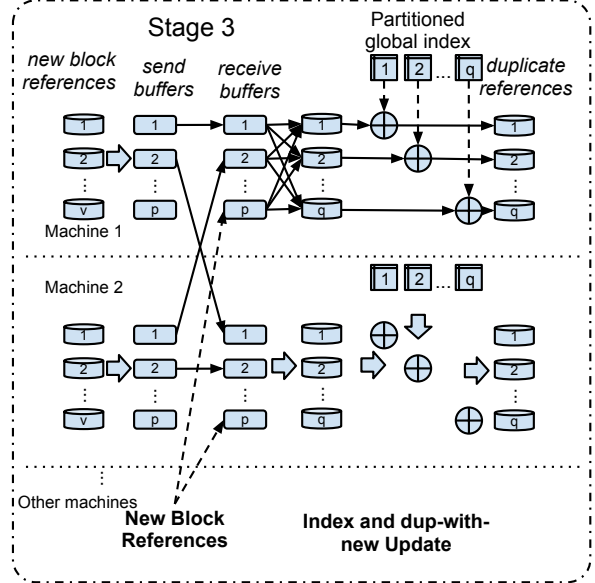 Stage 3
Partitioned
global index
new block
references
send
buffers
receive
buffers
duplicate
references
1 2 ... q
1 1 1 1 1
2 2 2 2 2
⋮ ⋮ ⋮ ⋮ ⋮
v p p q q
Machine 1
Machine 2
1 2 ... q
1 1 1 1 1
2 2 2 2 2
⋮ ⋮ ⋮ ⋮ ⋮
v p p q q
⋮
Other machines
New Block
References
Index and dup-with-
new Update